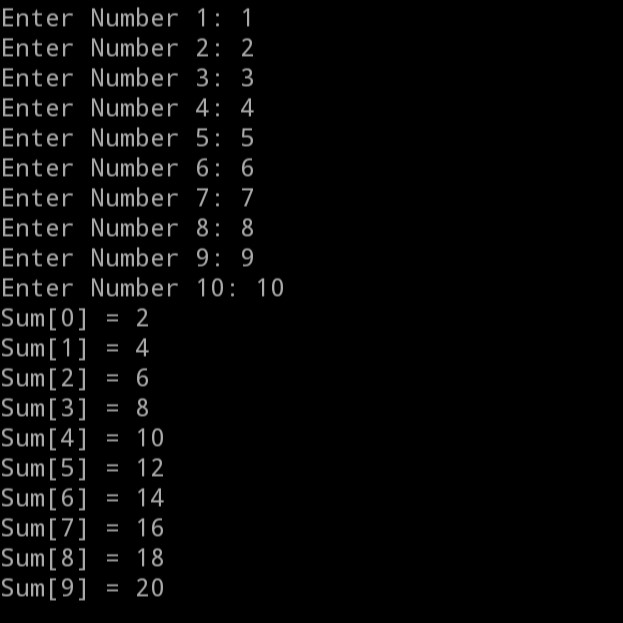 Enter Number 1: 1
Enter Number 2: 2
Enter Number 3: 3
Enter Number 4: 4
Enter Number 5: 5
Enter Number 6: 6
Enter Number 7: 7
Enter Number 8: 8
Enter Number 9: 9
Enter Number 10: 10
Sum[0] = 2
Sum[1] = 4
Sum[2] = 6
Sum[3] = 8
Sum[4] = 10
Sum[5] = 12
Sum[6] = 14
Sum[7] = 16
Sum[8] = 18
Sum[9] = 20